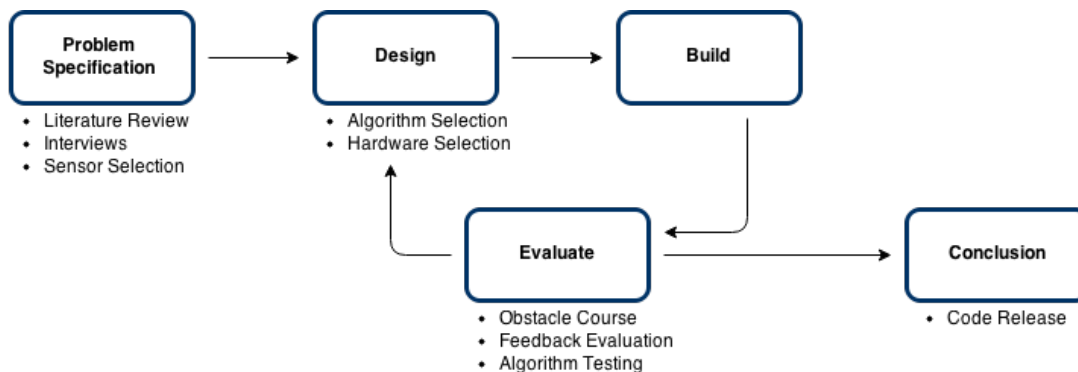 Problem
Specification
Design
Build
• Literature Review
• Interviews
• Sensor Selection
• Algorithm Selection
• Hardware Selection
Evaluate
Conclusion
• Obstacle Course
• Feedback Evaluation
• Algorithm Testing
• Code Release